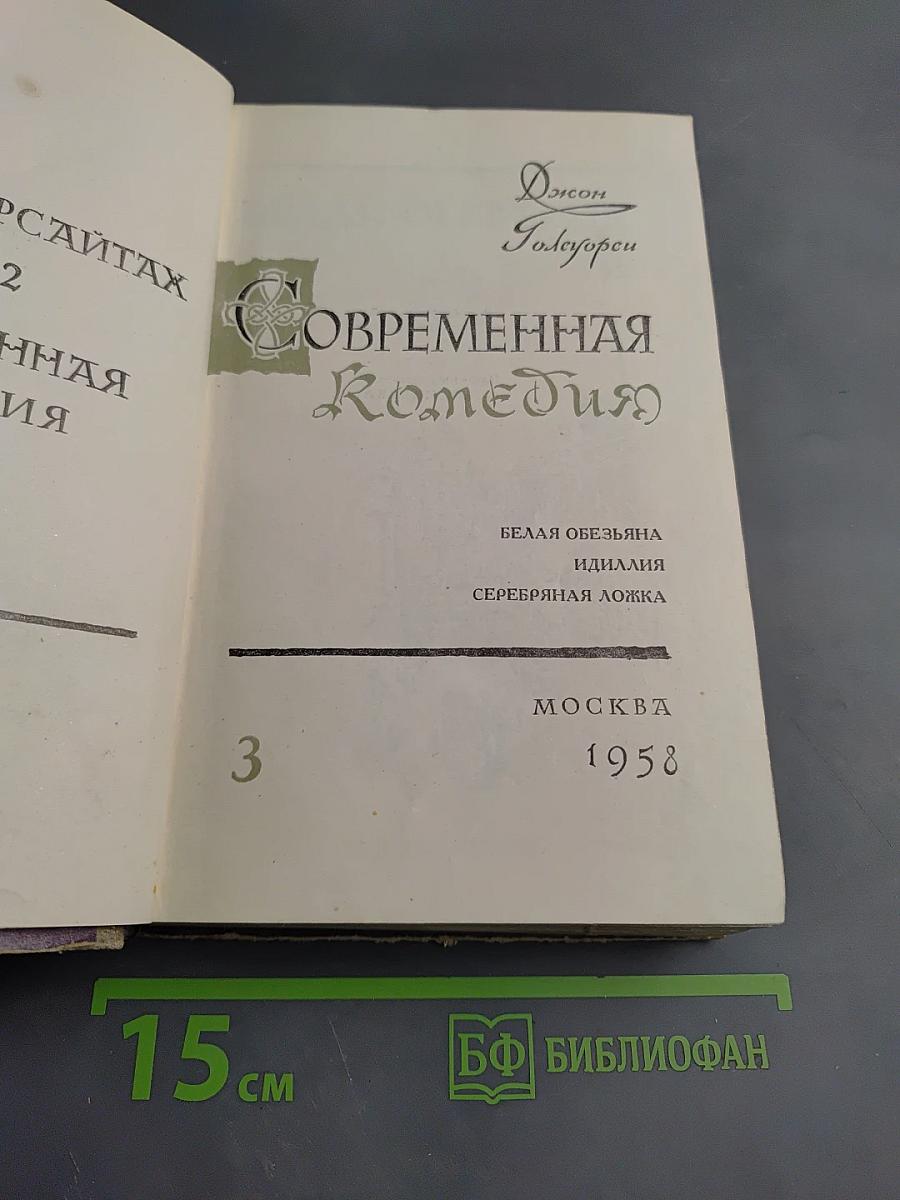 РСАЙТАХ
2
ННАЯ
ИЯ
Джон
Голсуорси
СОВРЕМЕННАЯ
КОМЕДИЯ
БЕЛАЯ ОБЕЗЬЯНА
ИДИЛЛИЯ
СЕРЕБРЯНАЯ ЛОЖКА
МОСКВА
3
1958
15 СМ
БФ БИБЛИОФАН